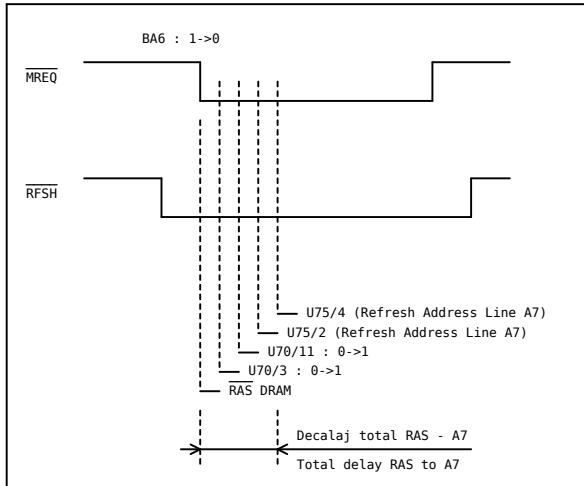 BA6 : 1->0
MREQ
RFSH
U75/4 (Refresh Address Line A7)
U75/2 (Refresh Address Line A7)
U70/11 : 0->1
U70/3 : 0->1
RAS DRAM
Decalaj total RAS - A7
Total delay RAS to A7